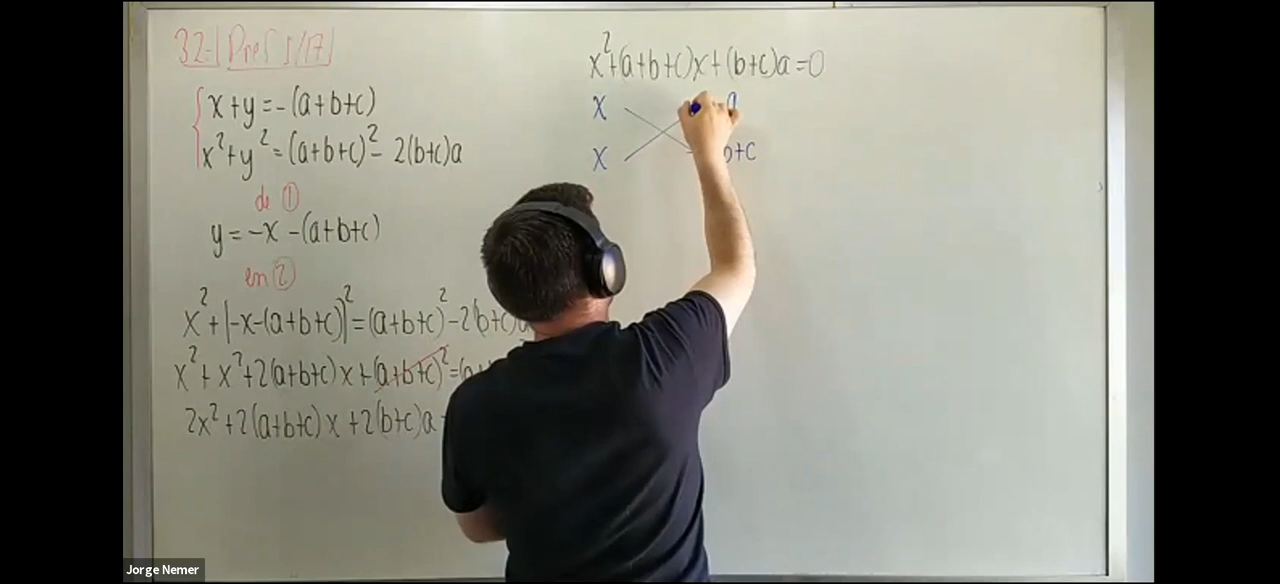 32-| Pref 1/17|
x+y=-(a+b+c)
x²+y²=(a+b+c)²-2(b+c)a
de ①
y=-x-(a+b+c)
en ②
x²+|-x-(a+b+c)|²=(a+b+c)²-2(b+c)
x²+x²+2(a+b+c)x+(a+b+c)²=(a
2x²+2(a+b+c)x+2(b+c)a
x²+(a+b+c)x+(b+c)a=0
x a
x b+c
Jorge Nemer